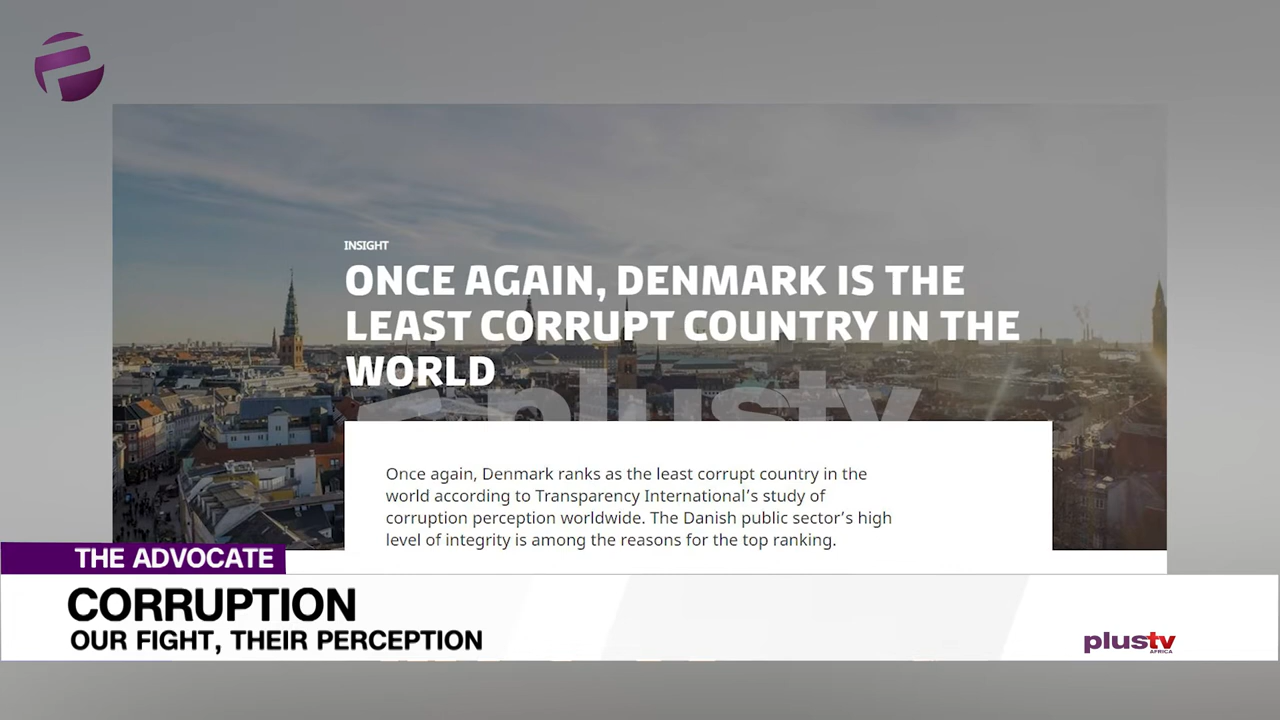 INSIGHT
ONCE AGAIN, DENMARK IS THE
LEAST CORRUPT COUNTRY IN THE
WORLD
plustv
Once again, Denmark ranks as the least corrupt country in the
world according to Transparency International’s study of
corruption perception worldwide. The Danish public sector’s high
level of integrity is among the reasons for the top ranking.
THE ADVOCATE
CORRUPTION
OUR FIGHT, THEIR PERCEPTION
plustv
AFRICA